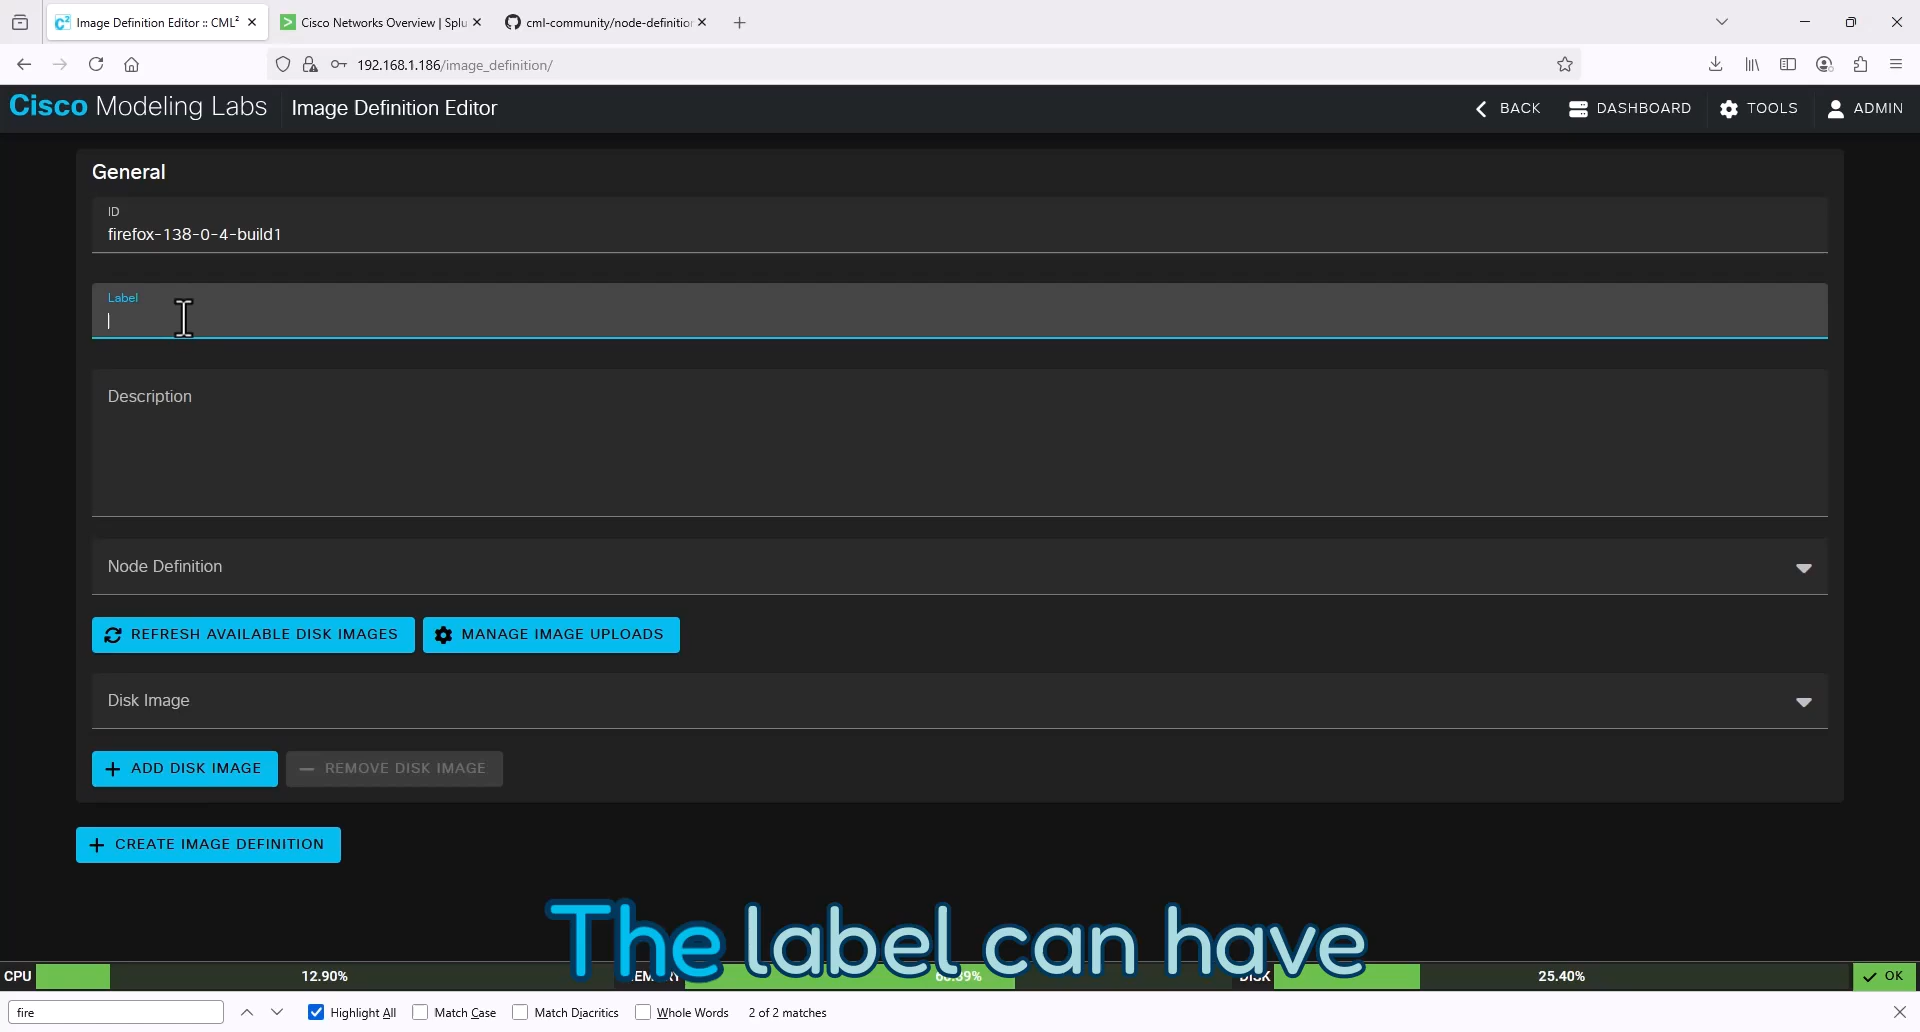 Image Definition Editor :: CML²
Cisco Networks Overview | Splu
cml-community/node-definition
192.168.1.186/image_definition/
Cisco Modeling Labs
Image Definition Editor
BACK
DASHBOARD
TOOLS
ADMIN
General
ID
firefox-138-0-4-build1
Label
Description
Node Definition
REFRESH AVAILABLE DISK IMAGES
MANAGE IMAGE UPLOADS
Disk Image
ADD DISK IMAGE
REMOVE DISK IMAGE
CREATE IMAGE DEFINITION
The label can have
CPU
12.90%
DISK
25.40%
OK
fire
Highlight All
Match Case
Match Diacritics
Whole Words
2 of 2 matches